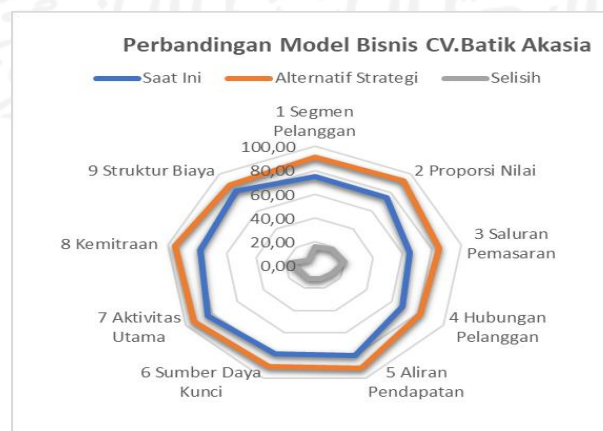 Perbandingan Model Bisnis CV.Batik Akasia
Saat Ini Alternatif Strategi Selisih
1 Segmen
Pelanggan
100,00
80,00
60,00
40,00
20,00
0,00
2 Proporsi Nilai
3 Saluran
Pemasaran
4 Hubungan
Pelanggan
5 Aliran
Pendapatan
6 Sumber Daya
Kunci
7 Aktivitas
Utama
8 Kemitraan
9 Struktur Biaya